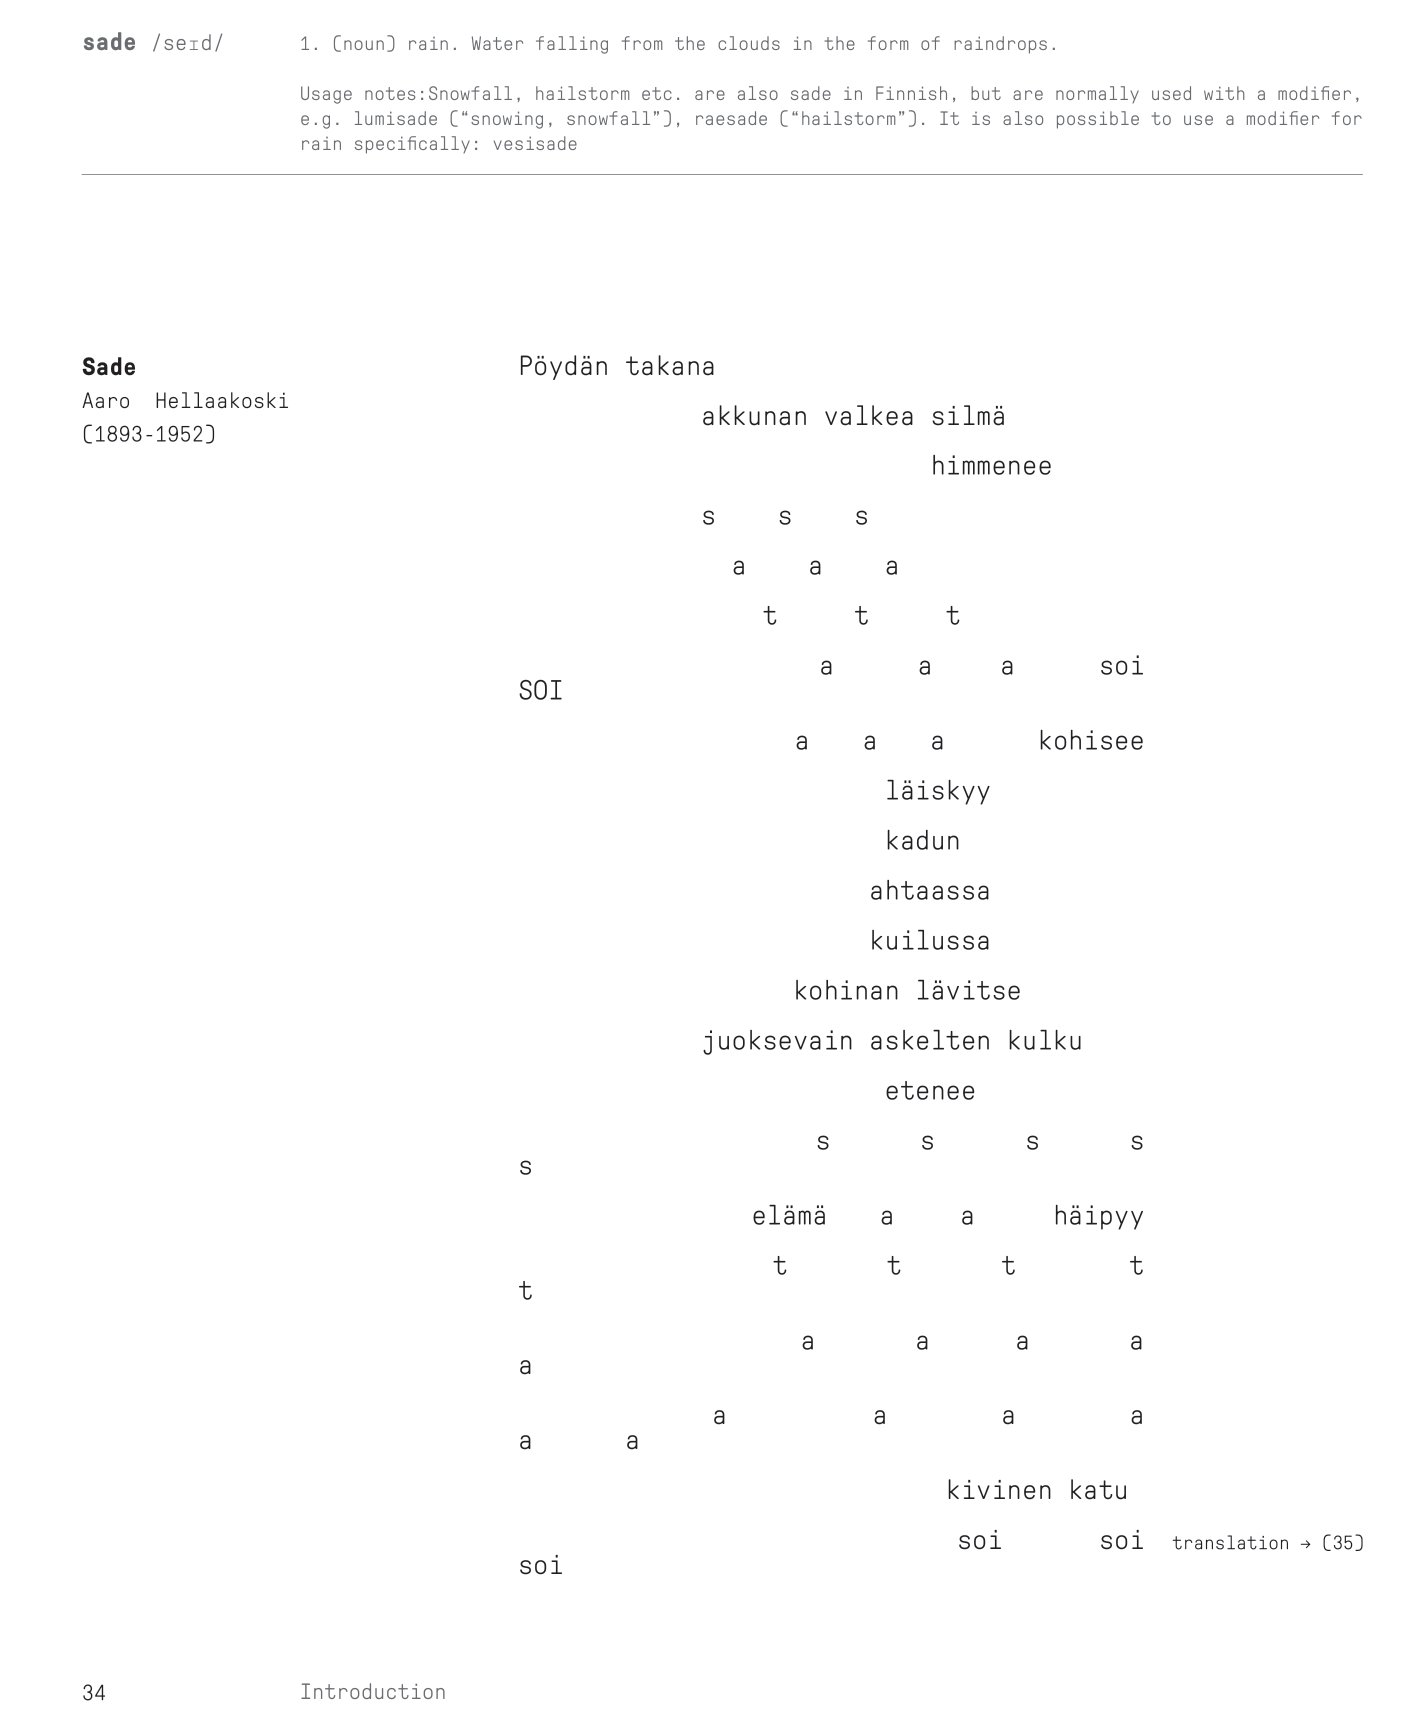 sade /seɪd/
1. (noun) rain. Water falling from the clouds in the form of raindrops.
Usage notes:Snowfall, hailstorm etc. are also sade in Finnish, but are normally used with a modifier,
e.g. lumisade (“snowing, snowfall”), raesade (“hailstorm”). It is also possible to use a modifier for
rain specifically: vesisade
Sade
Aaro Hellaakoski
(1893-1952)
Pöydän takana
akkunan valkea silmä
himmenee
s s s
a a a
t t t
a a a soi
SOI
a a a kohisee
läiskyy
kadun
ahtaassa
kuilussa
kohinan lävitse
juoksevain askelten kulku
etenee
s s s s
s
elämä a a häipyy
t t t t
t
a a a a
a
a a a a
a a
kivinen katu
soi soi
soi
translation → (35)
34
Introduction